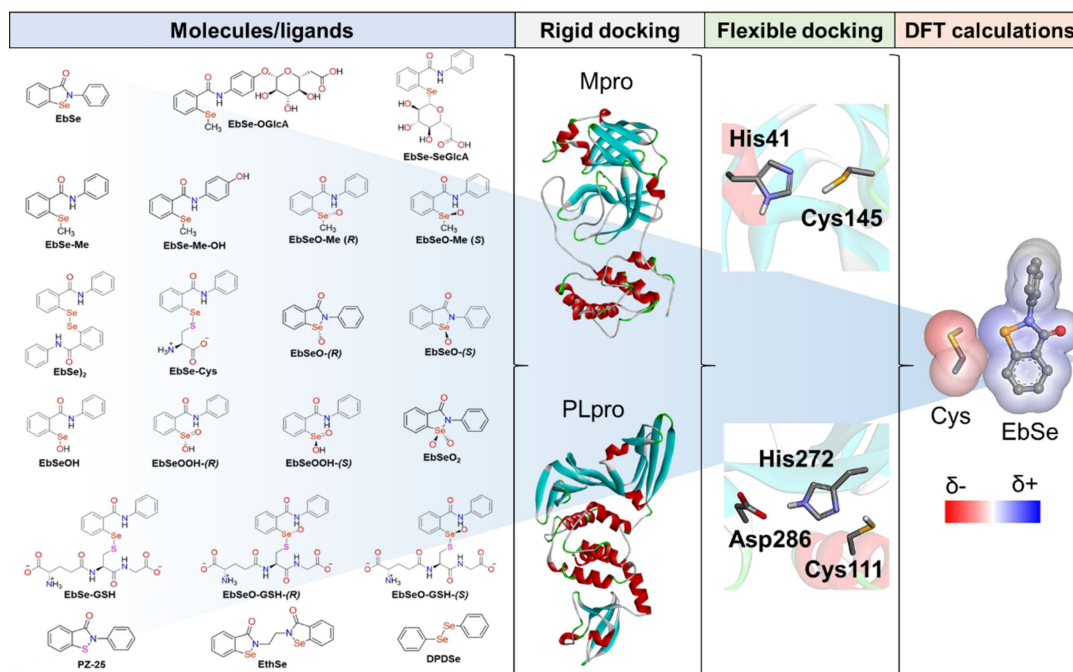 Molecules/ligands
Rigid docking
Flexible docking
DFT calculations
EbSe
EbSe-OGlcA
EbSe-SeGlcA
EbSe-Me
EbSe-Me-OH
EbSeO-Me (R)
EbSeO-Me (S)
EbSe)₂
EbSe-Cys
EbSeO-(R)
EbSeO-(S)
EbSeOH
EbSeOOH-(R)
EbSeOOH-(S)
EbSeO₂
EbSe-GSH
EbSeO-GSH-(R)
EbSeO-GSH-(S)
PZ-25
EthSe
DPDSe
Mpro
PLpro
His41
Cys145
His272
Asp286
Cys111
Cys
EbSe
δ- δ+